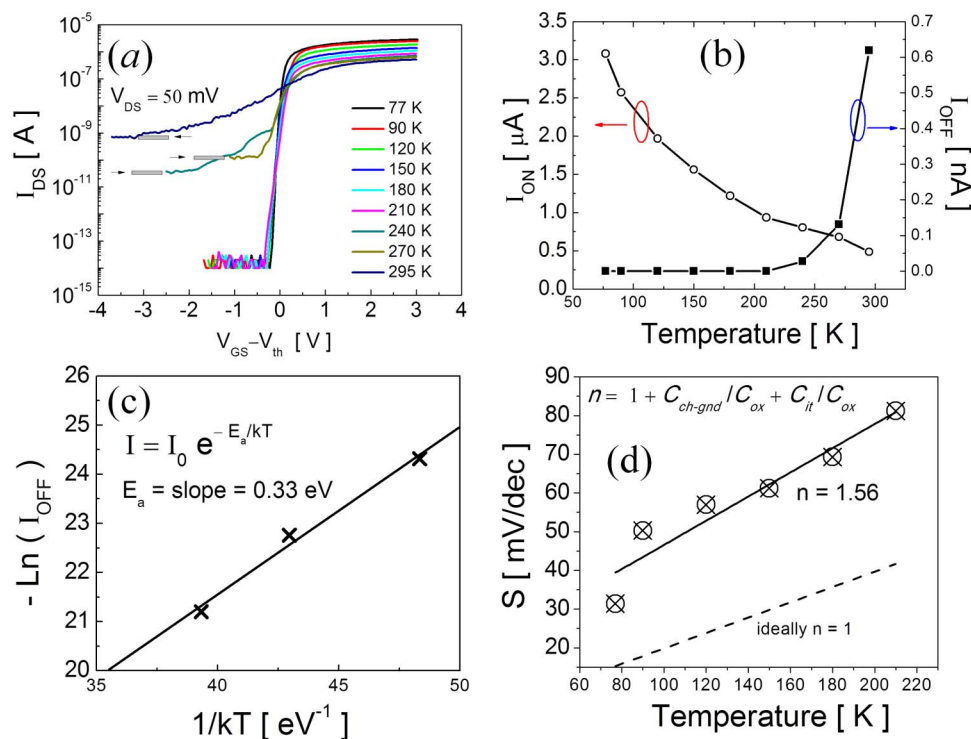 (a)
V_DS = 50 mV
I_DS [ A ]
10^-5
10^-7
10^-9
10^-11
10^-13
10^-15
77 K
90 K
120 K
150 K
180 K
210 K
240 K
270 K
295 K
-4 -3 -2 -1 0 1 2 3 4
V_GS–V_th [ V ]
(b)
I_ON [ μA ]
3.5
3.0
2.5
2.0
1.5
1.0
0.5
0.0
I_OFF [ nA ]
0.7
0.6
0.5
0.4
0.3
0.2
0.1
0.0
50 100 150 200 250 300
Temperature [ K ]
(c)
I = I_0 e^– E_a/kT
E_a = slope = 0.33 eV
- Ln ( I_OFF )
26
25
24
23
22
21
20
35 40 45 50
1/kT [ eV^-1 ]
n = 1 + C_ch-gnd /C_ox + C_it /C_ox
(d)
n = 1.56
ideally n = 1
S [ mV/dec ]
90
80
70
60
50
40
30
20
60 80 100 120 140 160 180 200 220
Temperature [ K ]